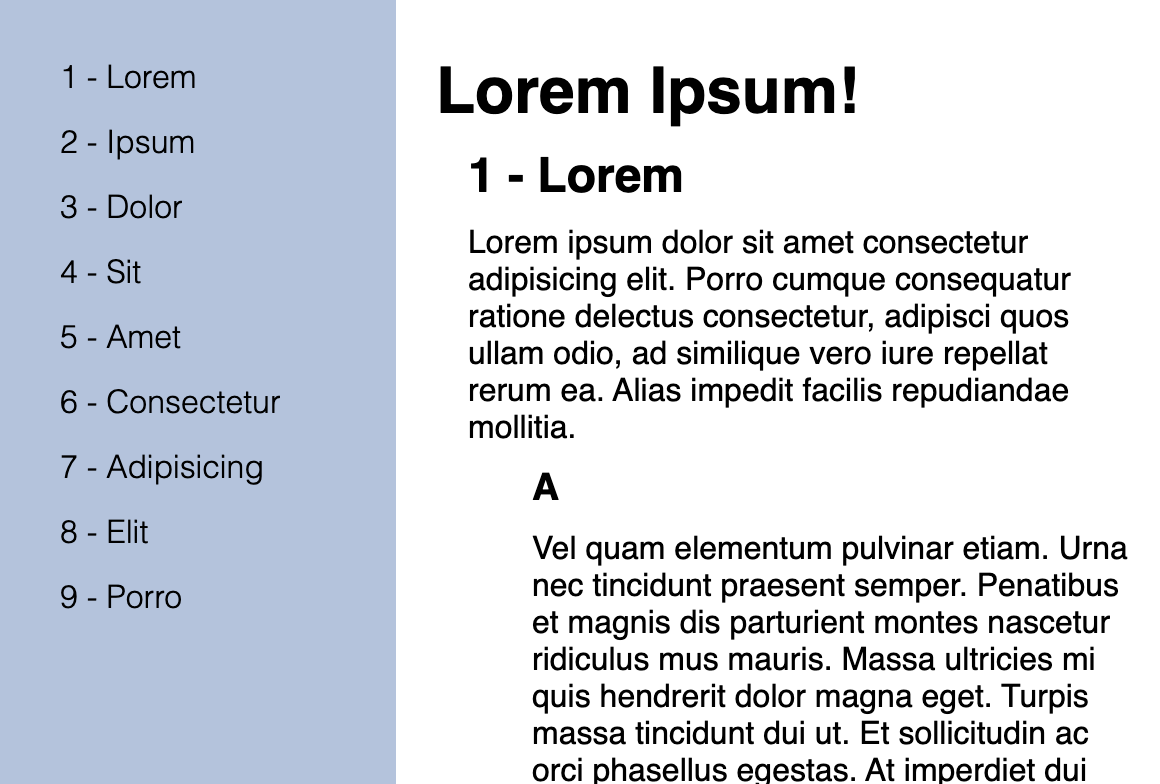 1 - Lorem
2 - Ipsum
3 - Dolor
4 - Sit
5 - Amet
6 - Consectetur
7 - Adipisicing
8 - Elit
9 - Porro
Lorem Ipsum!
1 - Lorem
Lorem ipsum dolor sit amet consectetur
adipisicing elit. Porro cumque consequatur
ratione delectus consectetur, adipisci quos
ullam odio, ad similique vero iure repellat
rerum ea. Alias impedit facilis repudiandae
mollitia.
A
Vel quam elementum pulvinar etiam. Urna
nec tincidunt praesent semper. Penatibus
et magnis dis parturient montes nascetur
ridiculus mus mauris. Massa ultricies mi
quis hendrerit dolor magna eget. Turpis
massa tincidunt dui ut. Et sollicitudin ac
orci phasellus egestas. At imperdiet dui